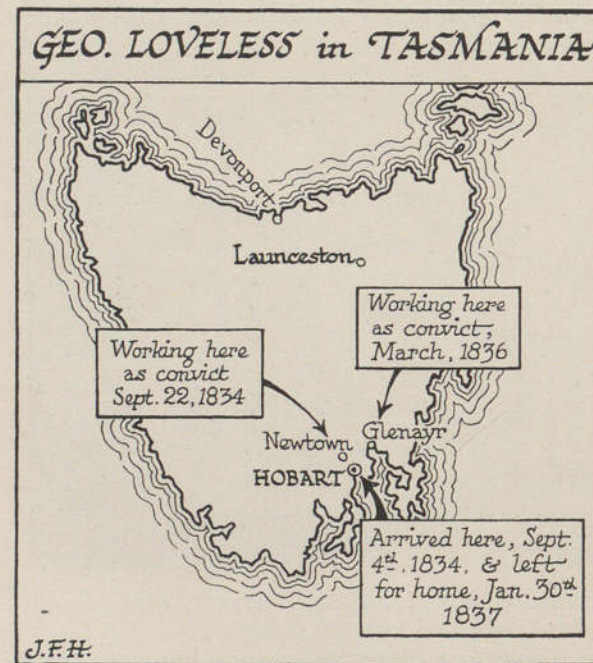 GEO. LOVELESS in TASMANIA
Devonport
Launceston
Working here
as convict,
March, 1836
Working here
as convict
Sept. 22, 1834
Newtown
Glenayr
HOBART
Arrived here, Sept.
4th. 1834. & left
for home, Jan. 30th
1837
J.F.H.